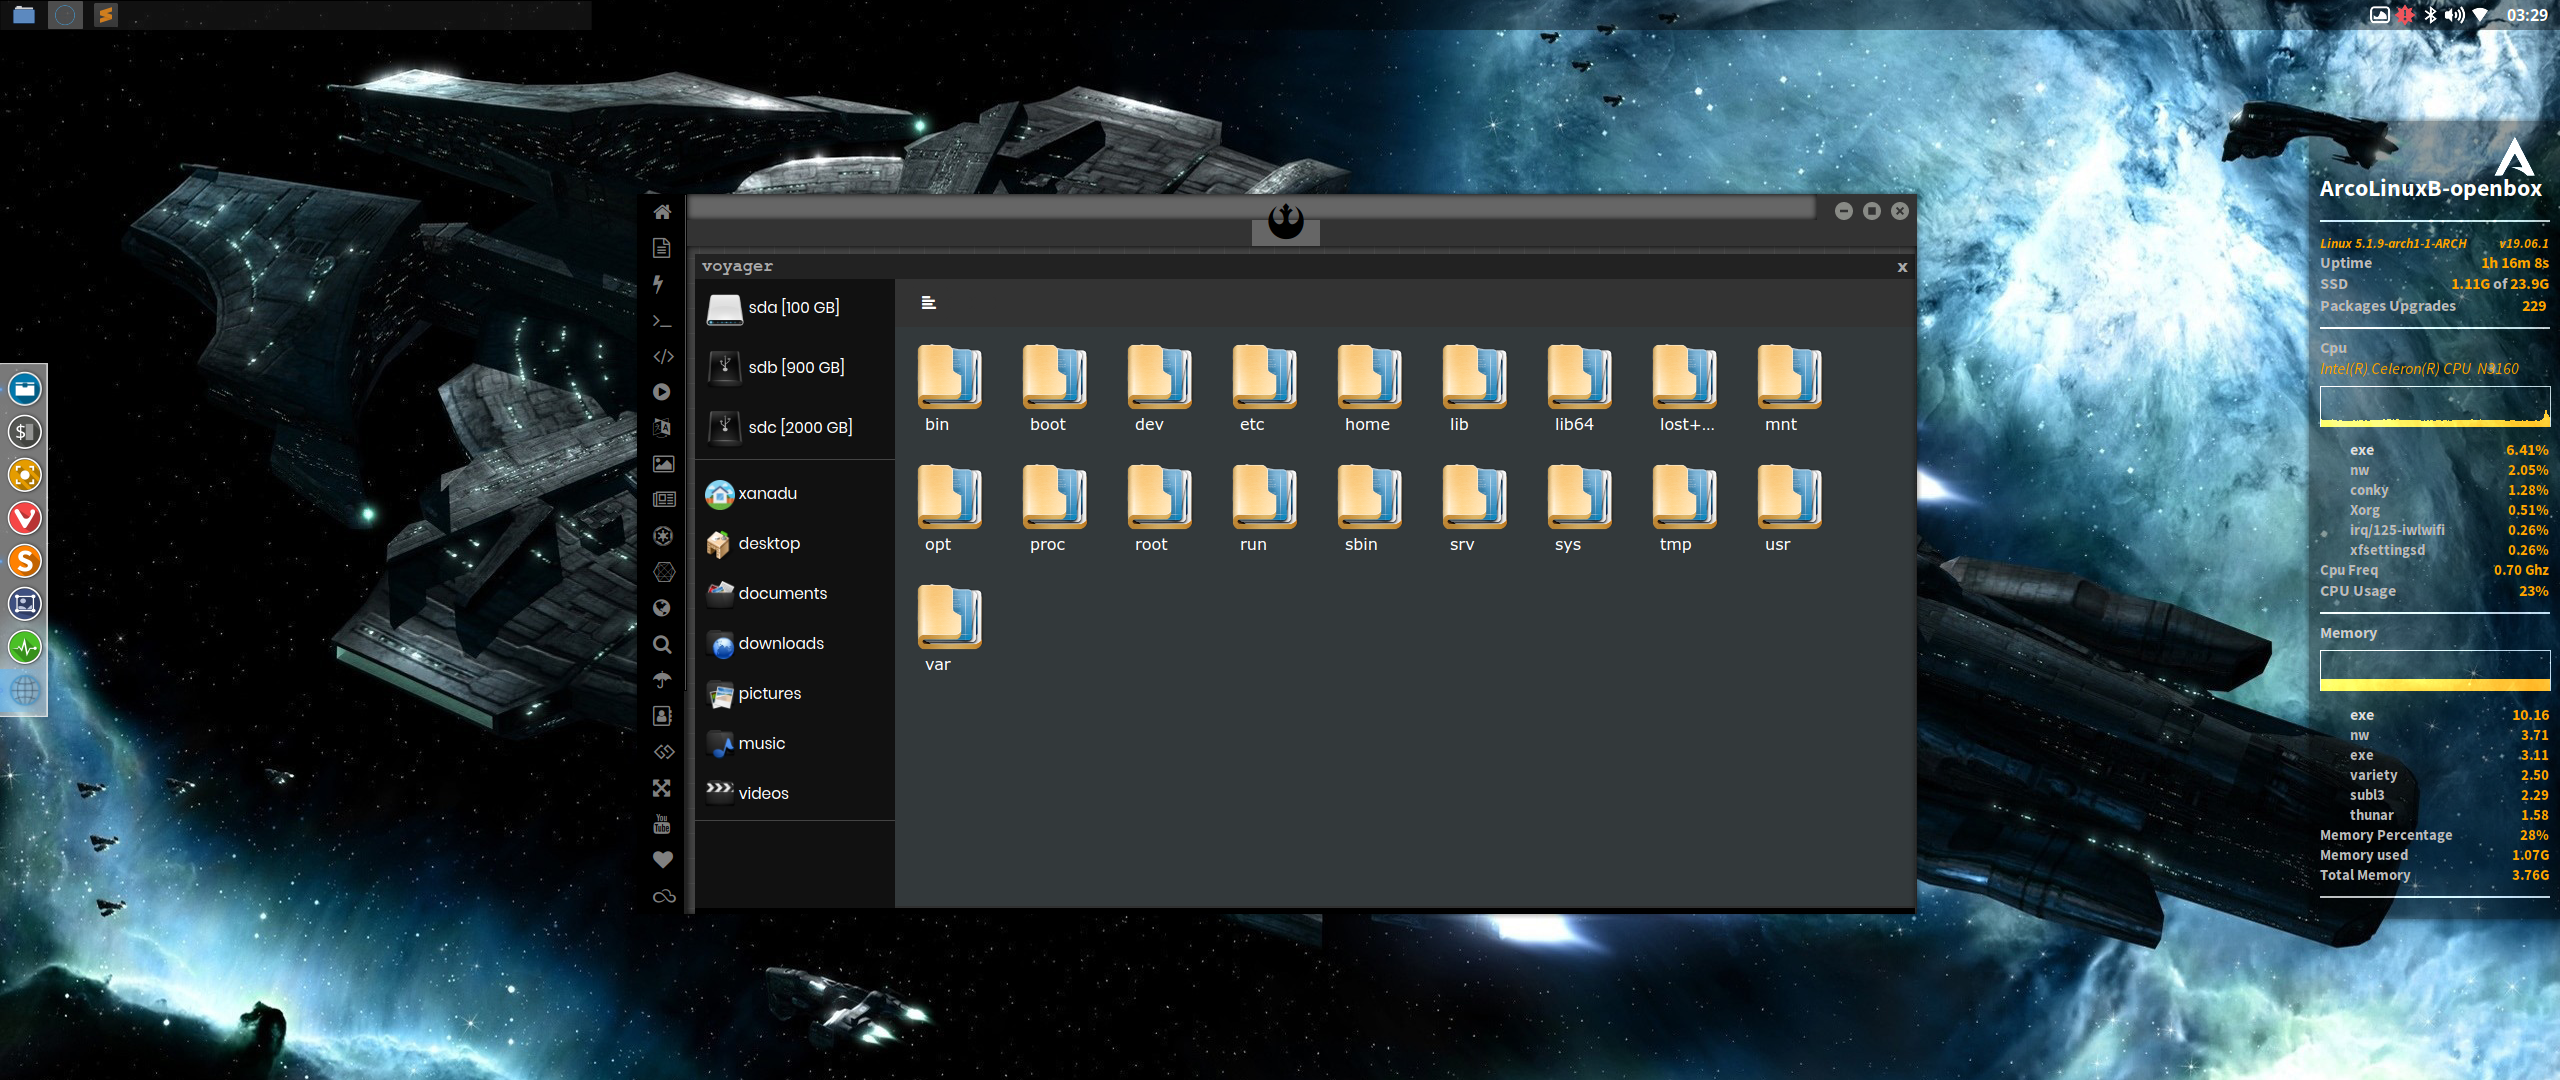 03:29
voyager
x
sda [100 GB]
sdb [900 GB]
sdc [2000 GB]
xanadu
desktop
documents
downloads
pictures
music
videos
bin boot dev etc home lib lib64 lost+... mnt
opt proc root run sbin srv sys tmp usr
var
You
Tube
ArcoLinuxB-openbox
Linux 5.1.9-arch1-1-ARCH v19.06.1
Uptime 1h 16m 8s
SSD 1.11G of 23.9G
Packages Upgrades 229
Cpu
Intel(R) Celeron(R) CPU N3160
exe 6.41%
nw 2.05%
conky 1.28%
Xorg 0.51%
irq/125-iwlwifi 0.26%
xfsettingsd 0.26%
Cpu Freq 0.70 Ghz
CPU Usage 23%
Memory
exe 10.16
nw 3.71
exe 3.11
variety 2.50
subl3 2.29
thunar 1.58
Memory Percentage 28%
Memory used 1.07G
Total Memory 3.76G